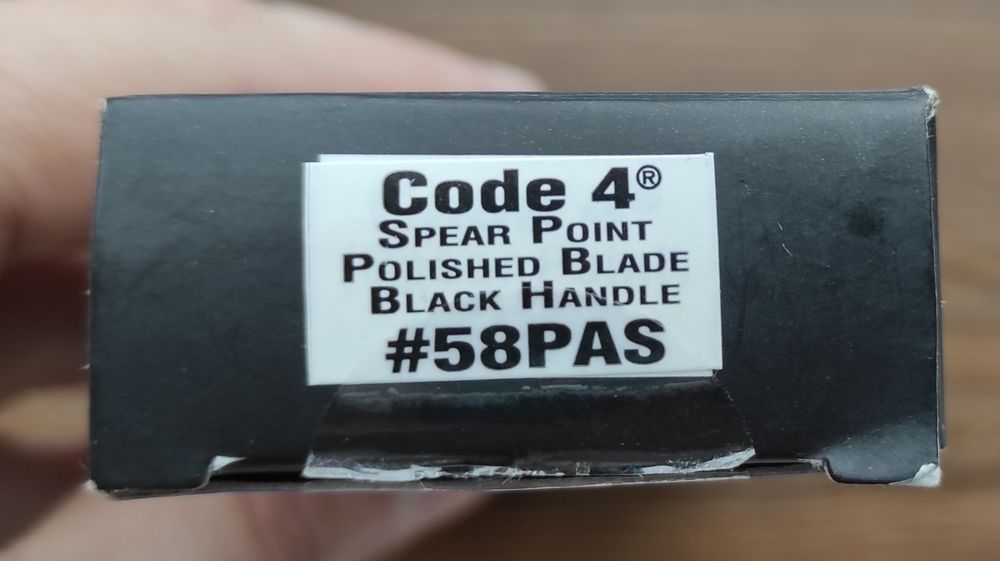 Code 4®
SPEAR POINT
POLISHED BLADE
BLACK HANDLE
#58PAS